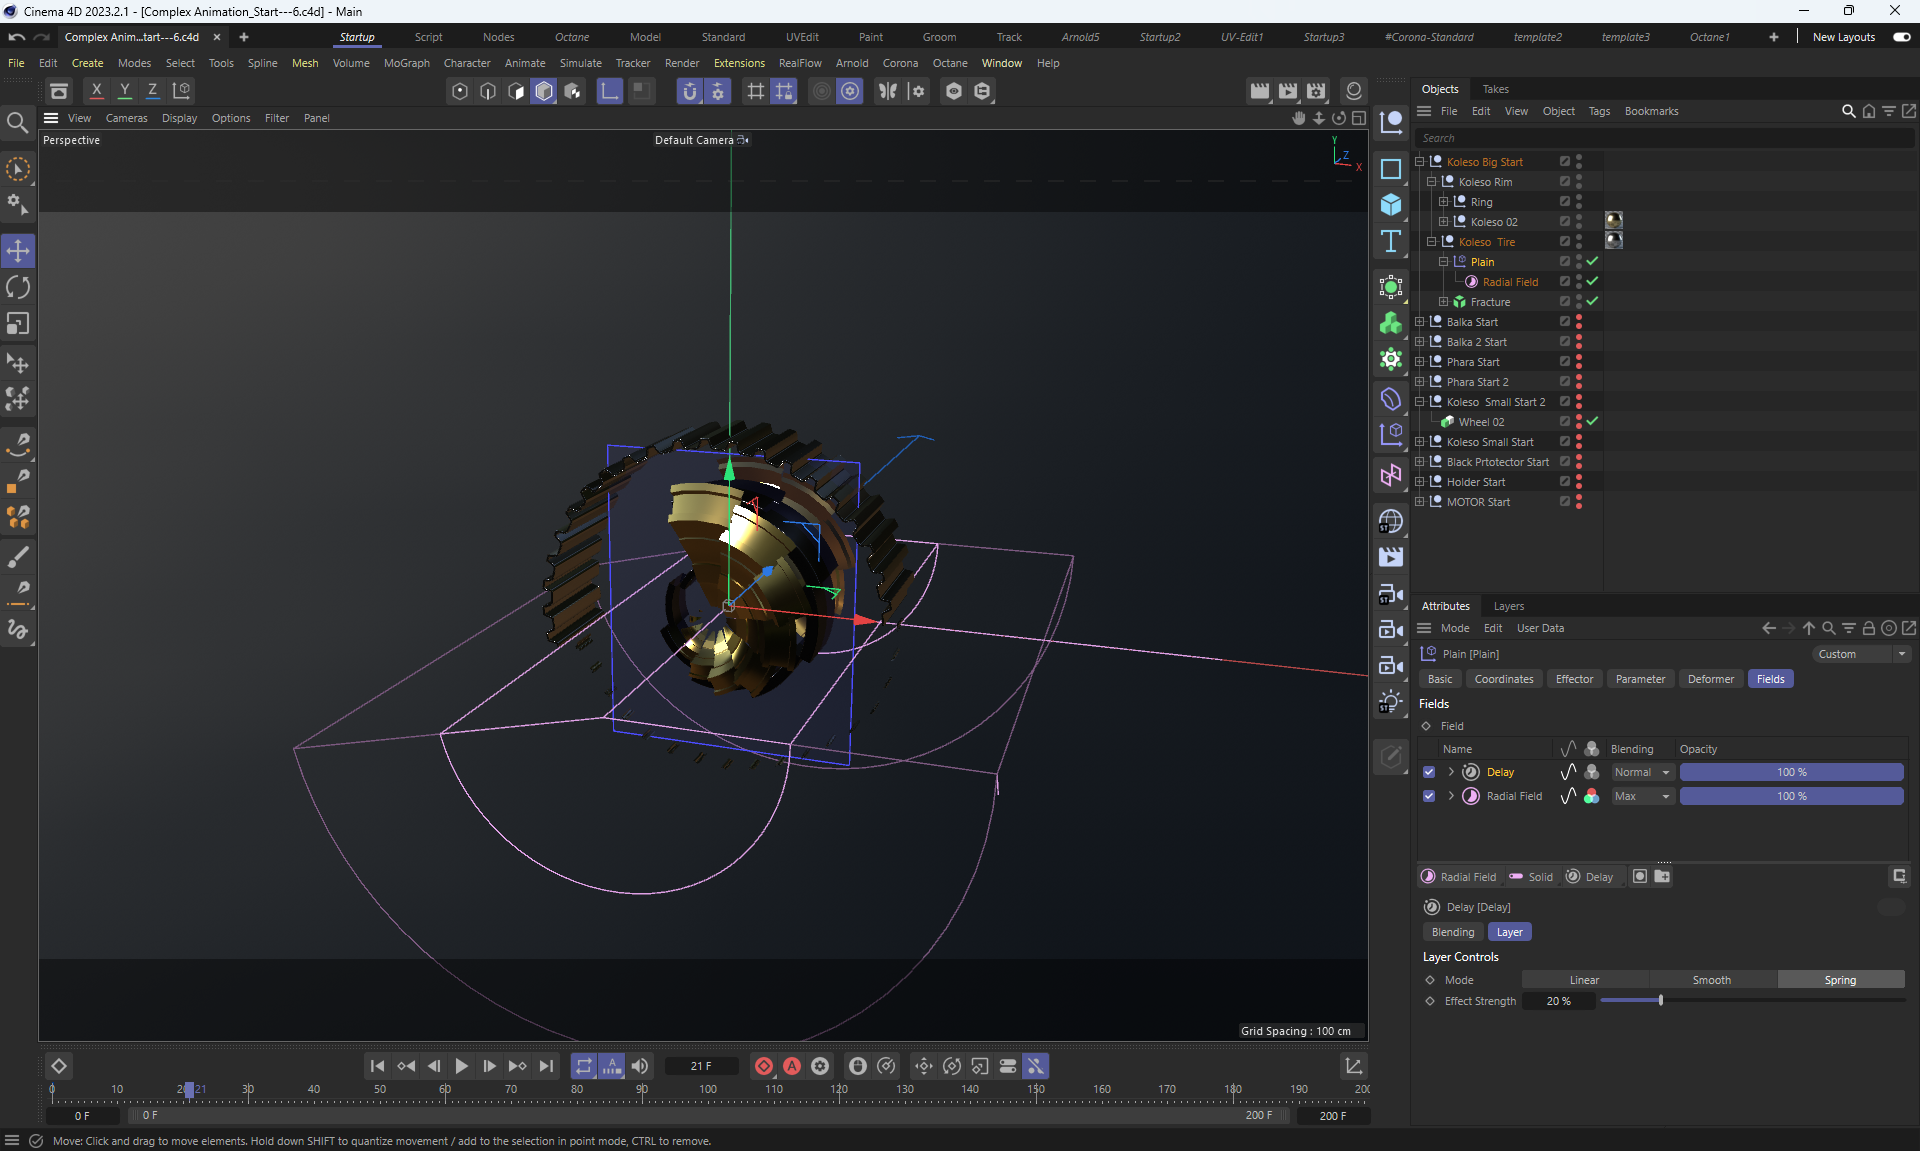 Cinema 4D 2023.2.1 - [Complex Animation_Start---6.c4d] - Main
Complex Anim...tart---6.c4d
Startup Script Nodes Octane Model Standard UVEdit Paint Groom Track Arnold5 Startup2 UV-Edit1 Startup3 #Corona-Standard template2 template3 Octane1 New Layouts
File Edit Create Modes Select Tools Spline Mesh Volume MoGraph Character Animate Simulate Tracker Render Extensions RealFlow Arnold Corona Octane Window Help
X Y Z
View Cameras Display Options Filter Panel
Perspective
Default Camera
Y
Z
X
Grid Spacing : 100 cm
Objects Takes
File Edit View Object Tags Bookmarks
Search
Koleso Big Start
Koleso Rim
Ring
Koleso 02
Koleso Tire
Plain
Radial Field
Fracture
Balka Start
Balka 2 Start
Phara Start
Phara Start 2
Koleso Small Start 2
Wheel 02
Koleso Small Start
Black Prtotector Start
Holder Start
MOTOR Start
ST
ST
ST
Attributes Layers
Mode Edit User Data
Plain [Plain] Custom
Basic Coordinates Effector Parameter Deformer Fields
Fields
Field
Name Blending Opacity
Delay Normal 100 %
Radial Field Max 100 %
Radial Field Solid Delay
Delay [Delay]
Blending Layer
Layer Controls
Mode Linear Smooth Spring
Effect Strength 20 %
21 F
0 10 20 21 30 40 50 60 70 80 90 100 110 120 130 140 150 160 170 180 190 200
0 F 0 F 200 F 200 F
Move: Click and drag to move elements. Hold down SHIFT to quantize movement / add to the selection in point mode, CTRL to remove.